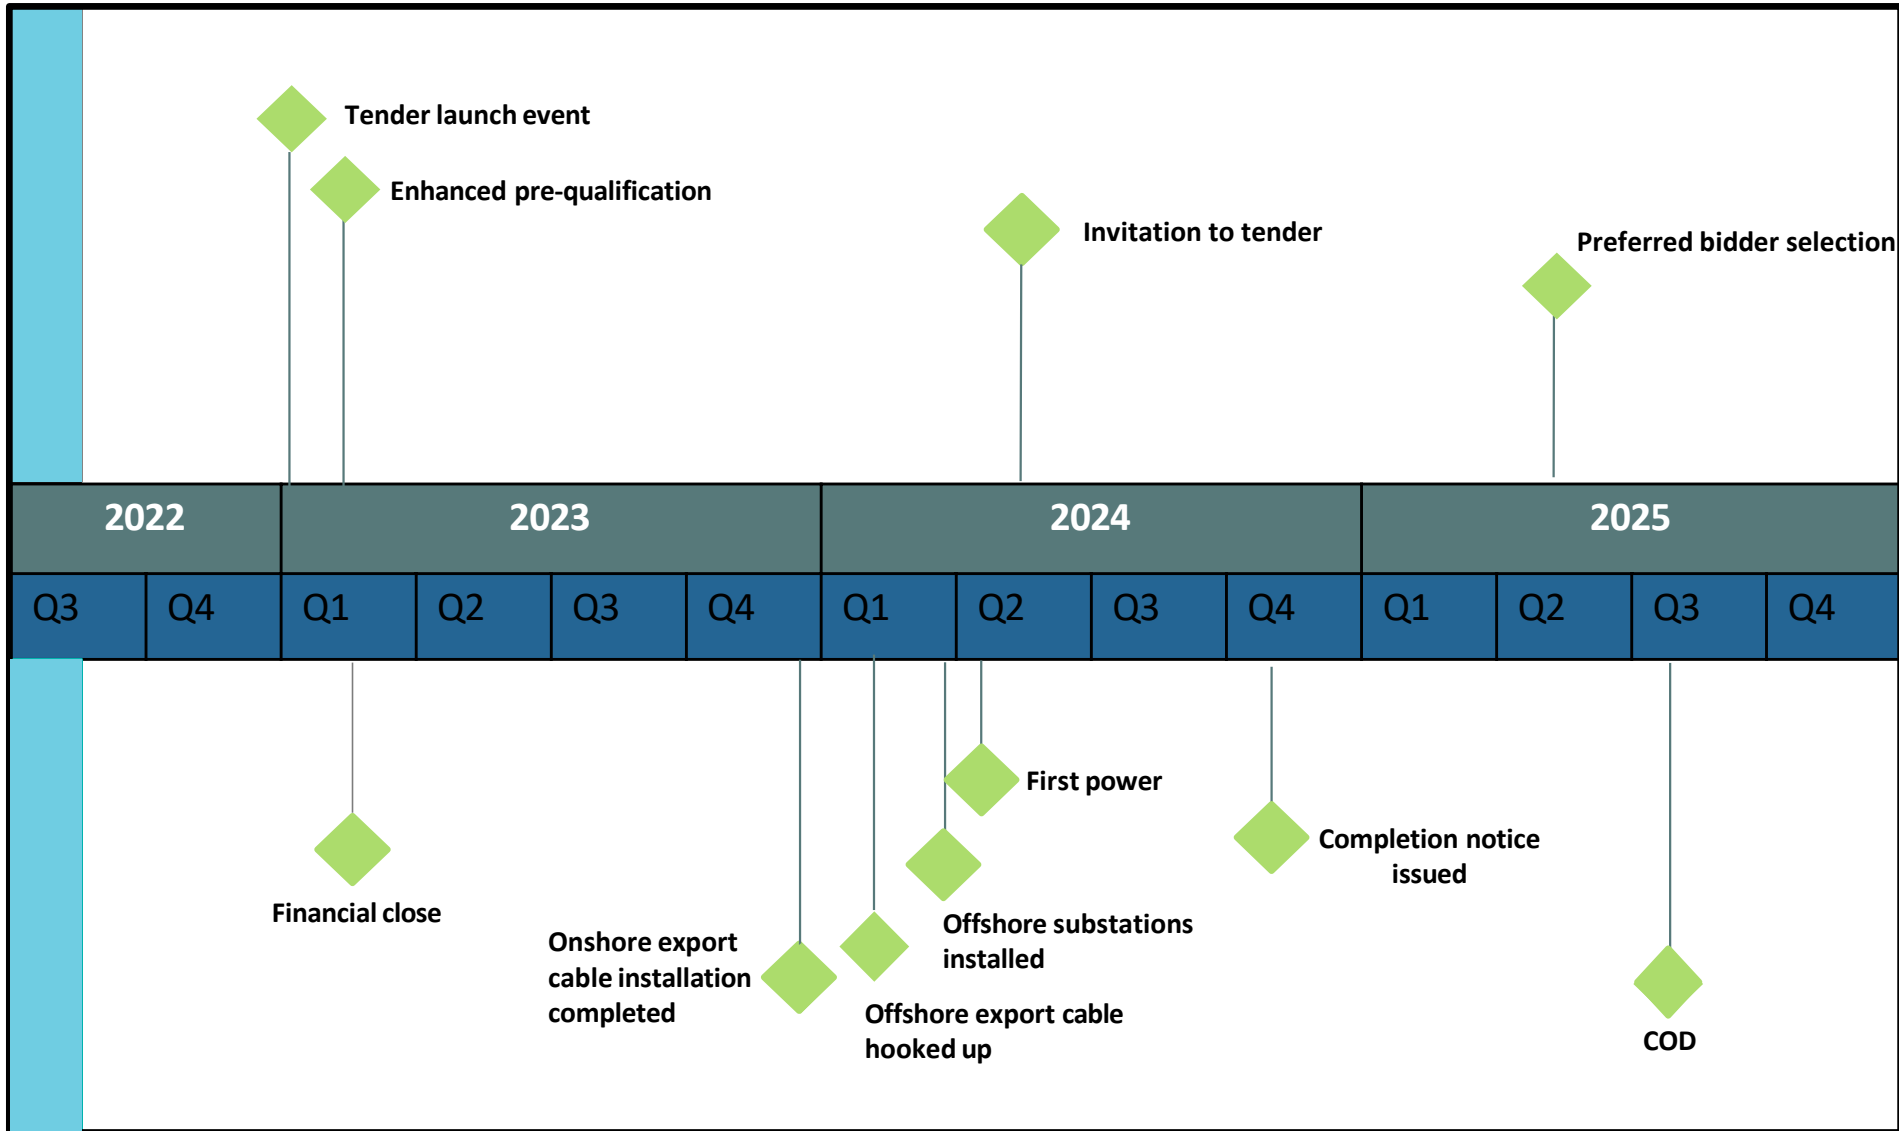 Tender launch event
Enhanced pre-qualification
Invitation to tender
Preferred bidder selection
2022
2023
2024
2025
Q3
Q4
Q1
Q2
Q3
Q4
Q1
Q2
Q3
Q4
Q1
Q2
Q3
Q4
First power
Completion notice
issued
Financial close
Offshore substations
installed
Onshore export
cable installation
completed
Offshore export cable
hooked up
COD